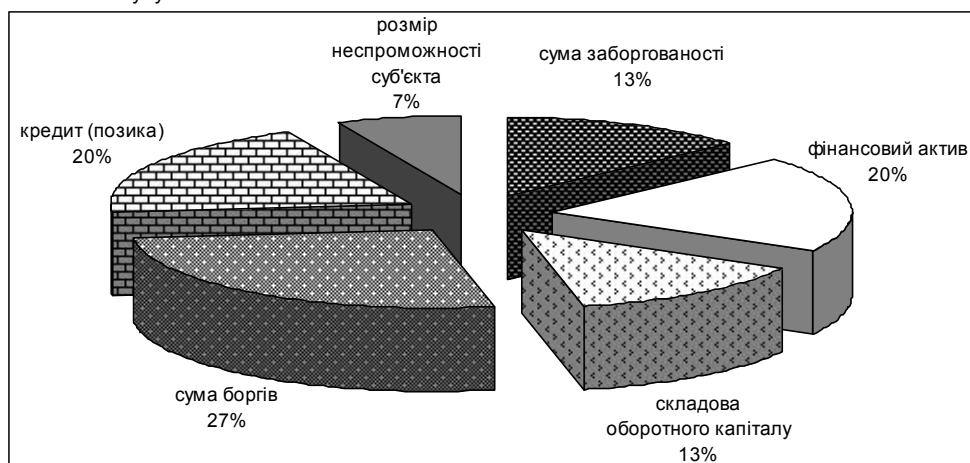 розмір
неспроможності
суб'єкта
7%
сума заборгованості
13%
фінансовий актив
20%
складова
оборотного капіталу
13%
сума боргів
27%
кредит (позика)
20%